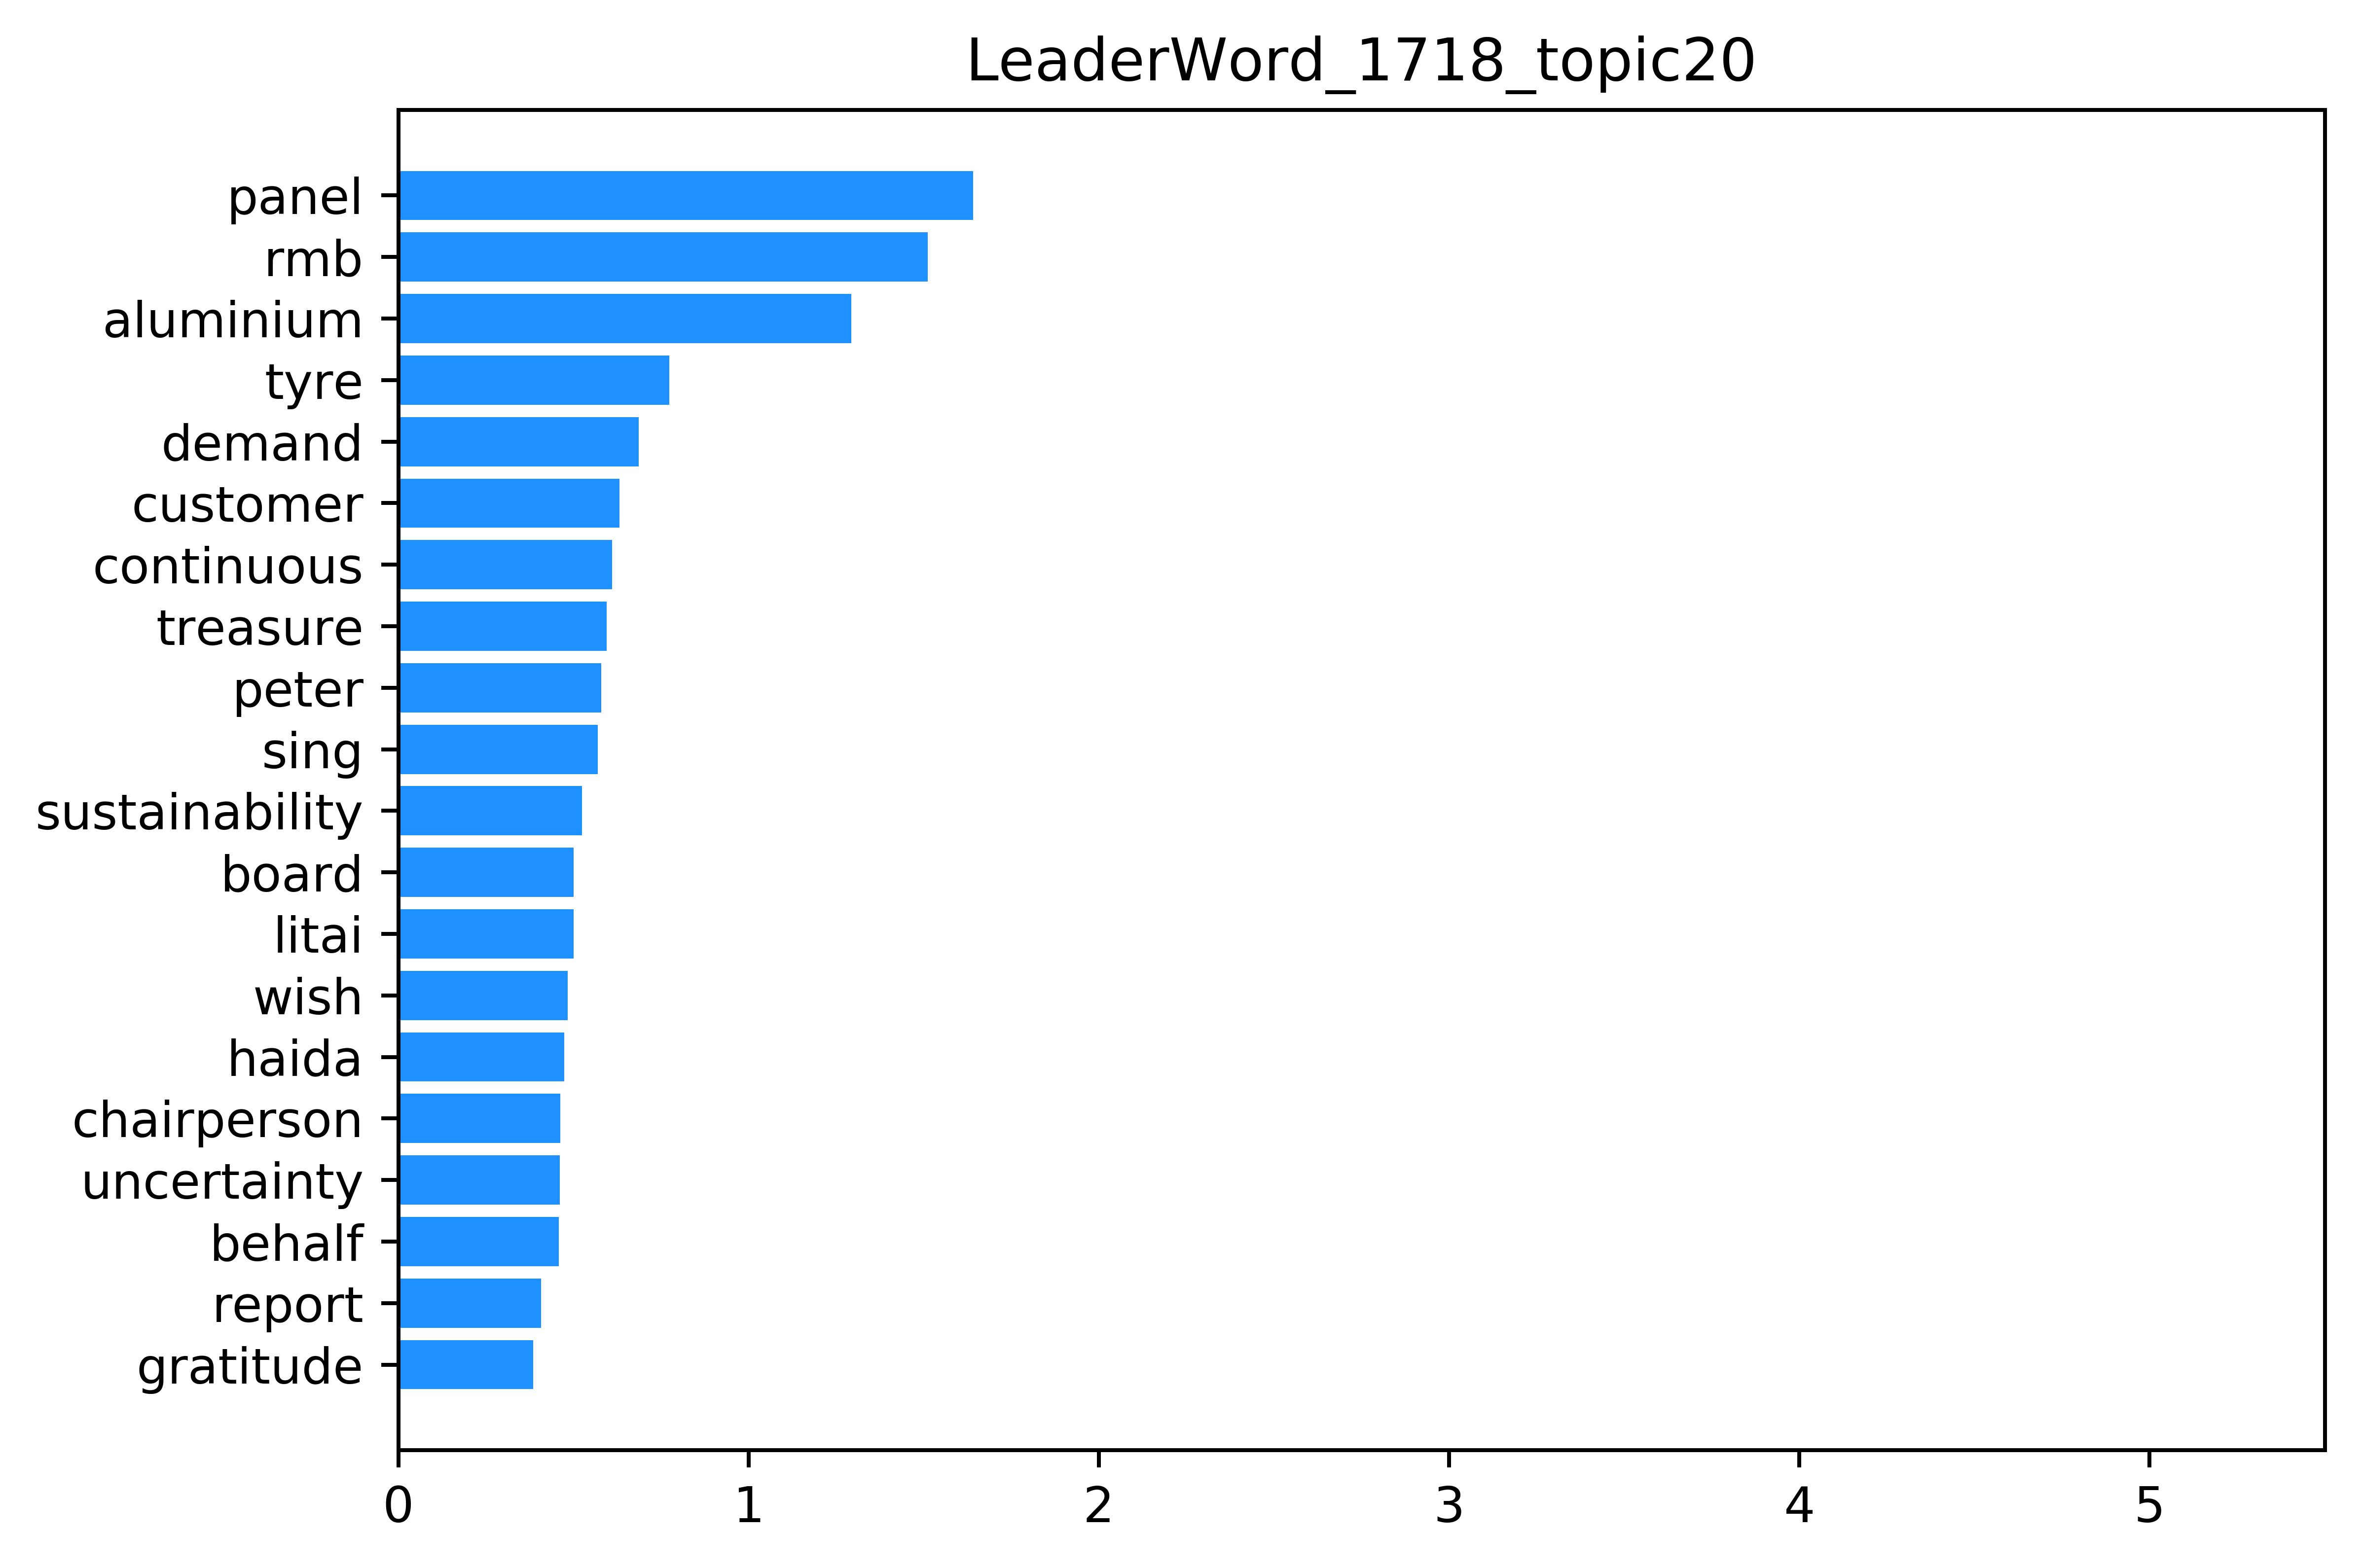 LeaderWord_1718_topic20
panel
rmb
aluminium
tyre
demand
customer
continuous
treasure
peter
sing
sustainability
board
litai
wish
haida
chairperson
uncertainty
behalf
report
gratitude
0 1 2 3 4 5